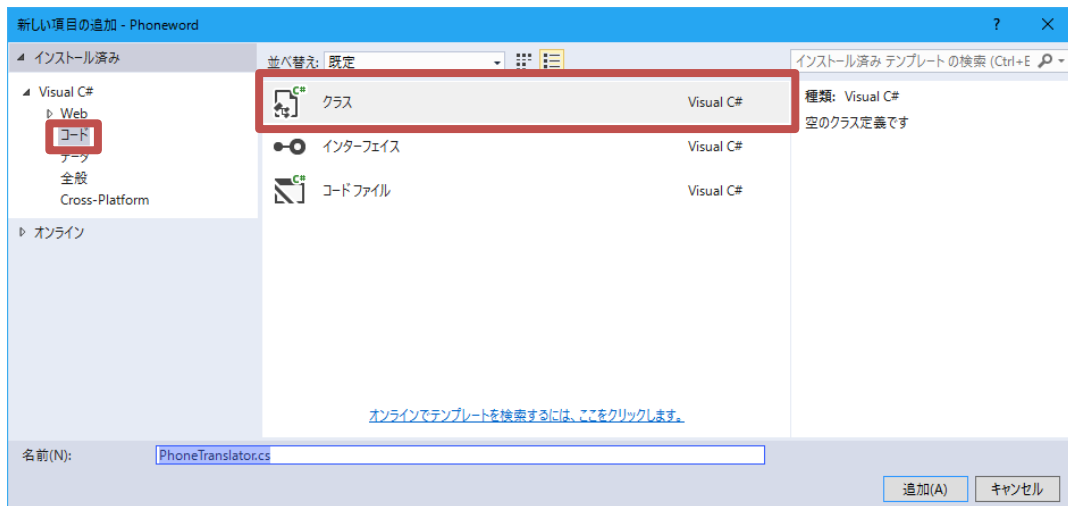 新しい項目の追加 - Phoneword ?
インストール済み
並べ替え: 既定
インストール済み テンプレート の検索 (Ctrl+E
Visual C#
Web
コード
データ
全般
Cross-Platform
オンライン
C# クラス Visual C#
インターフェイス Visual C#
C# コード ファイル Visual C#
種類: Visual C#
空のクラス定義です
オンラインでテンプレートを検索するには、ここをクリックします。
名前(N): PhoneTranslator.cs
追加(A) キャンセル